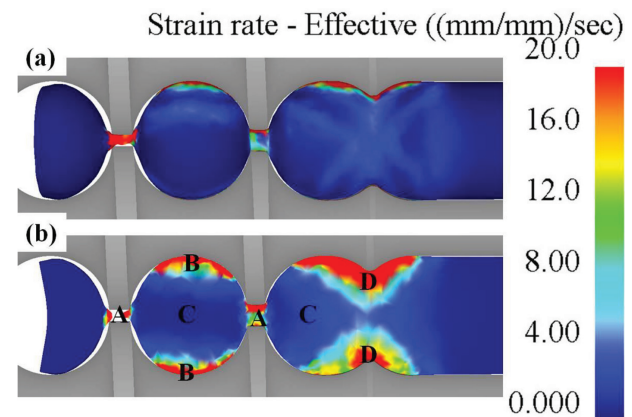 Strain rate - Effective ((mm/mm)/sec)
(a)
20.0
16.0
12.0
8.00
4.00
0.000
(b)
B
A
C
A
C
D
B
D